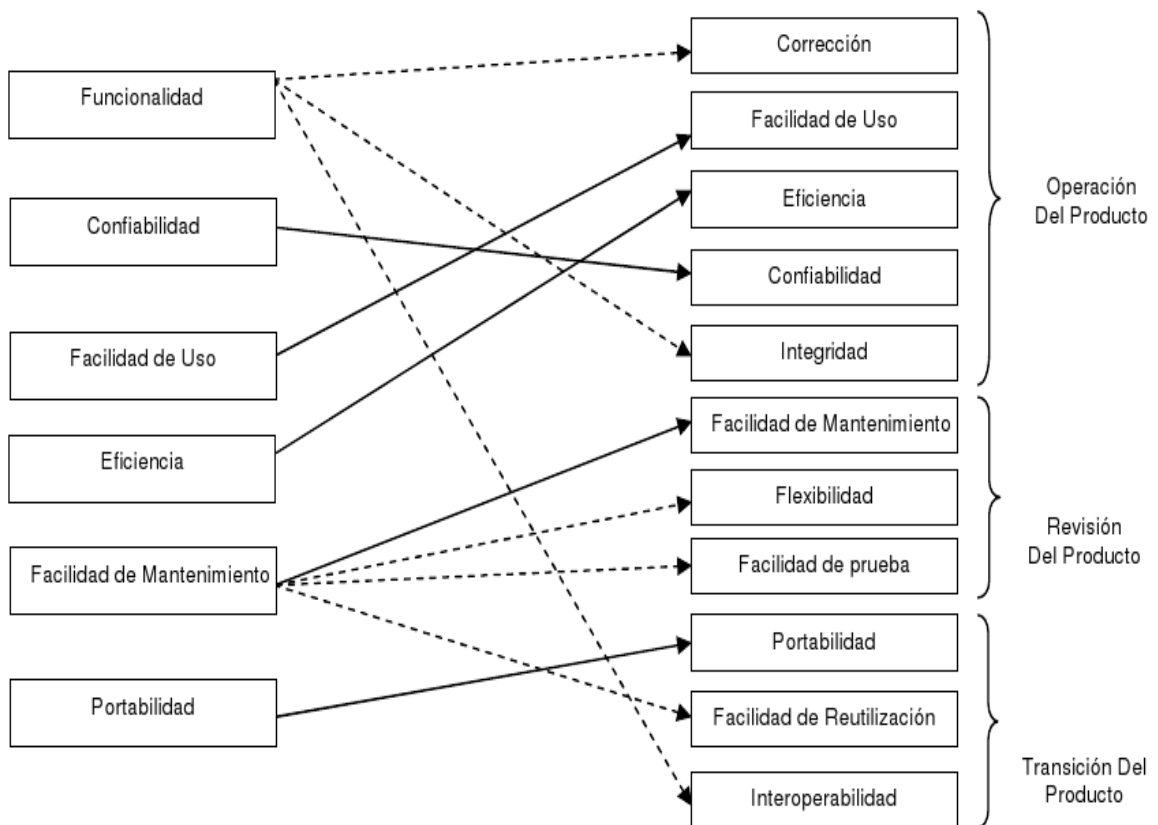 Funcionalidad
Confiabilidad
Facilidad de Uso
Eficiencia
Facilidad de Mantenimiento
Portabilidad
Corrección
Facilidad de Uso
Eficiencia
Confiabilidad
Integridad
Facilidad de Mantenimiento
Flexibilidad
Facilidad de prueba
Portabilidad
Facilidad de Reutilización
Interoperabilidad
Operación
Del Producto
Revisión
Del Producto
Transición Del
Producto